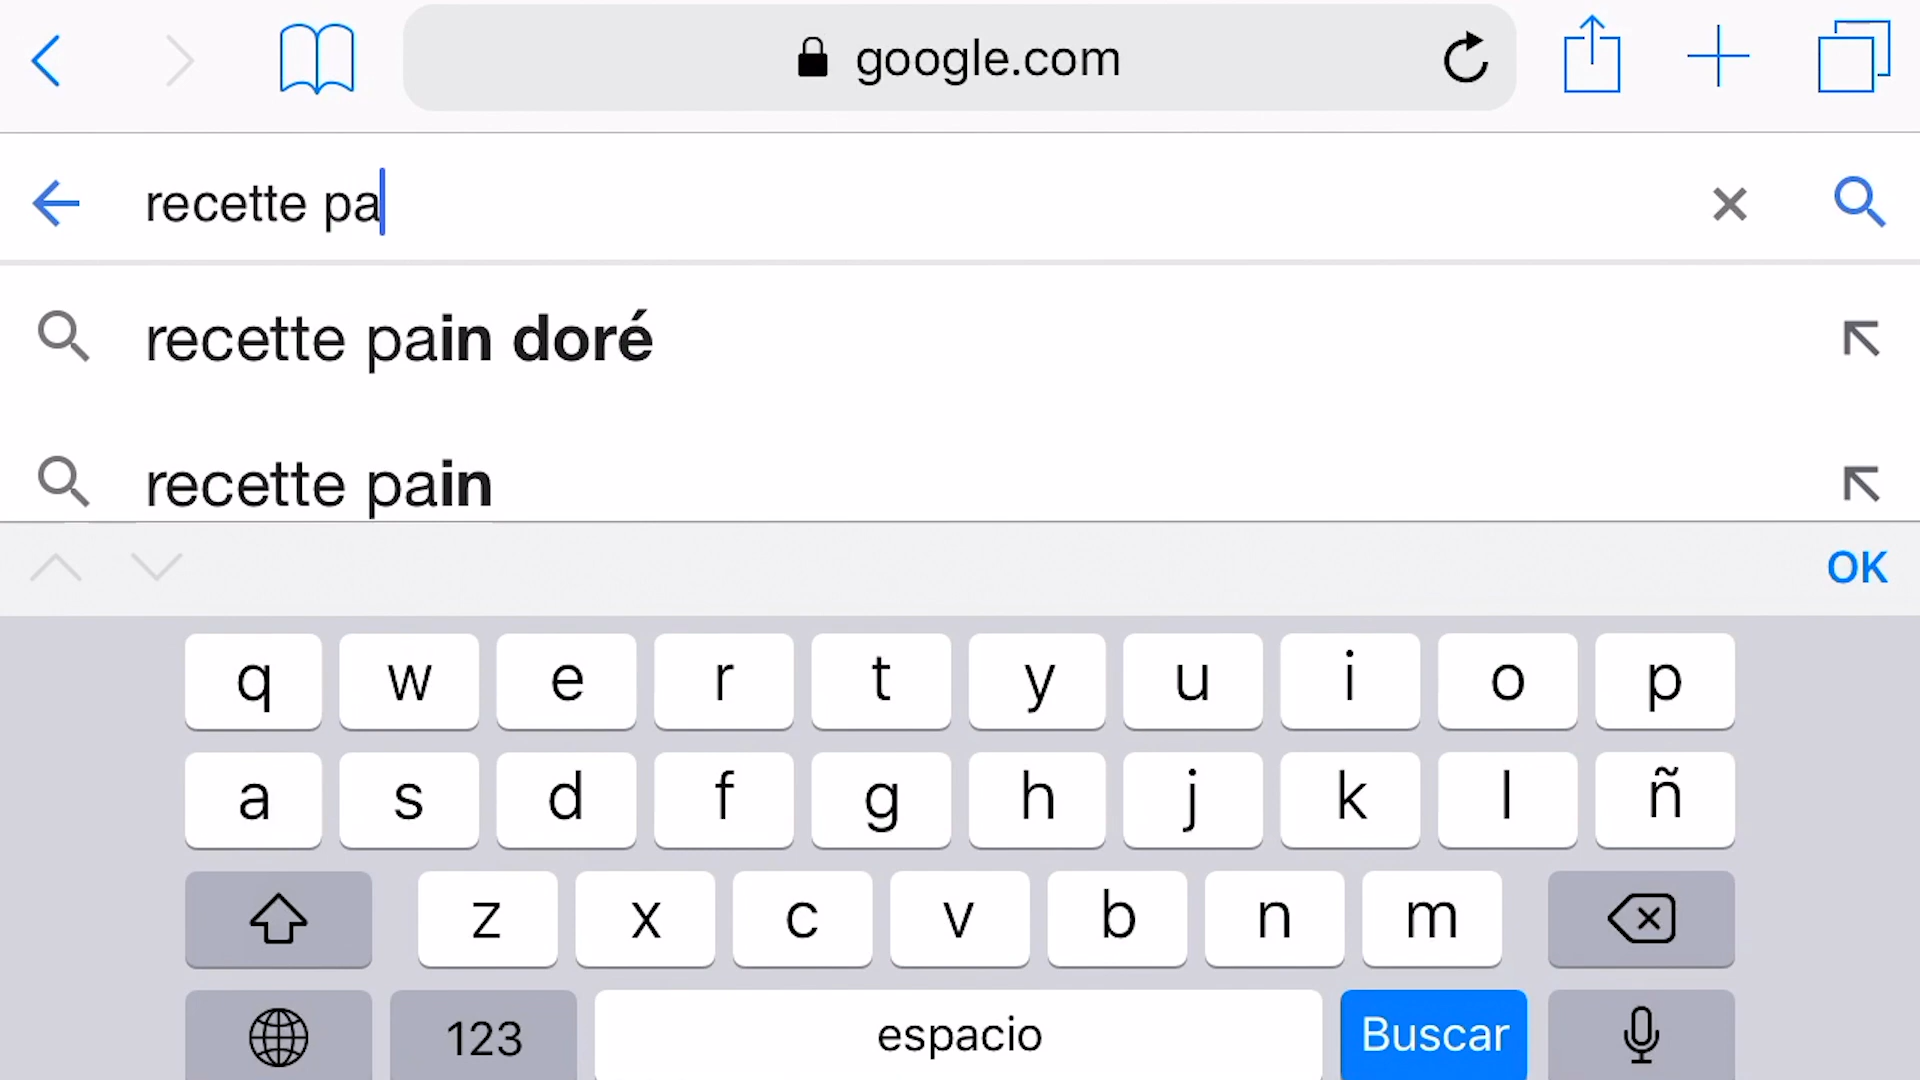 google.com
recette pa
recette pain doré
recette pain
OK
q w e r t y u i o p
a s d f g h j k l ñ
z x c v b n m
123 espacio Buscar